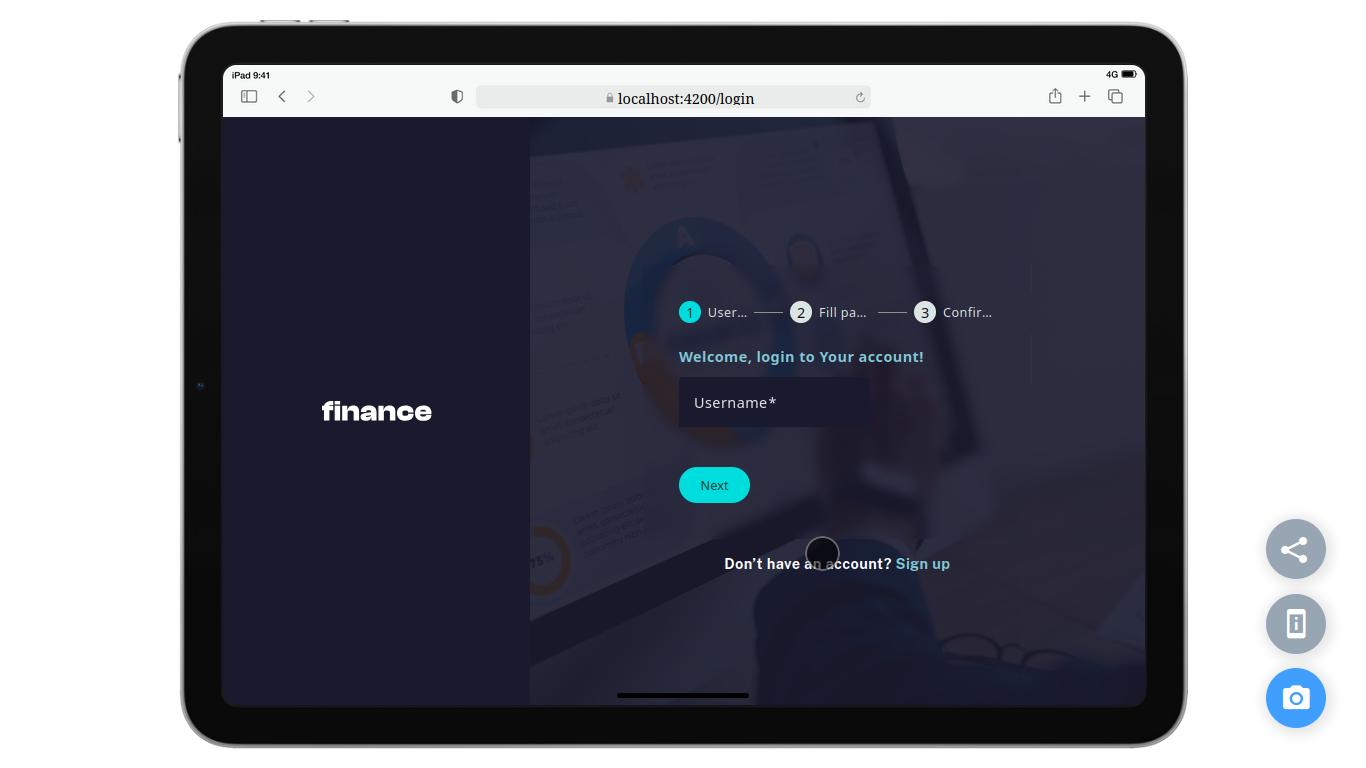 iPad 9:41
4G
localhost:4200/login
A
1 User... 2 Fill pa... 3 Confir...
Welcome, login to Your account!
Username*
finance
Next
75%
Don't have an account? Sign up